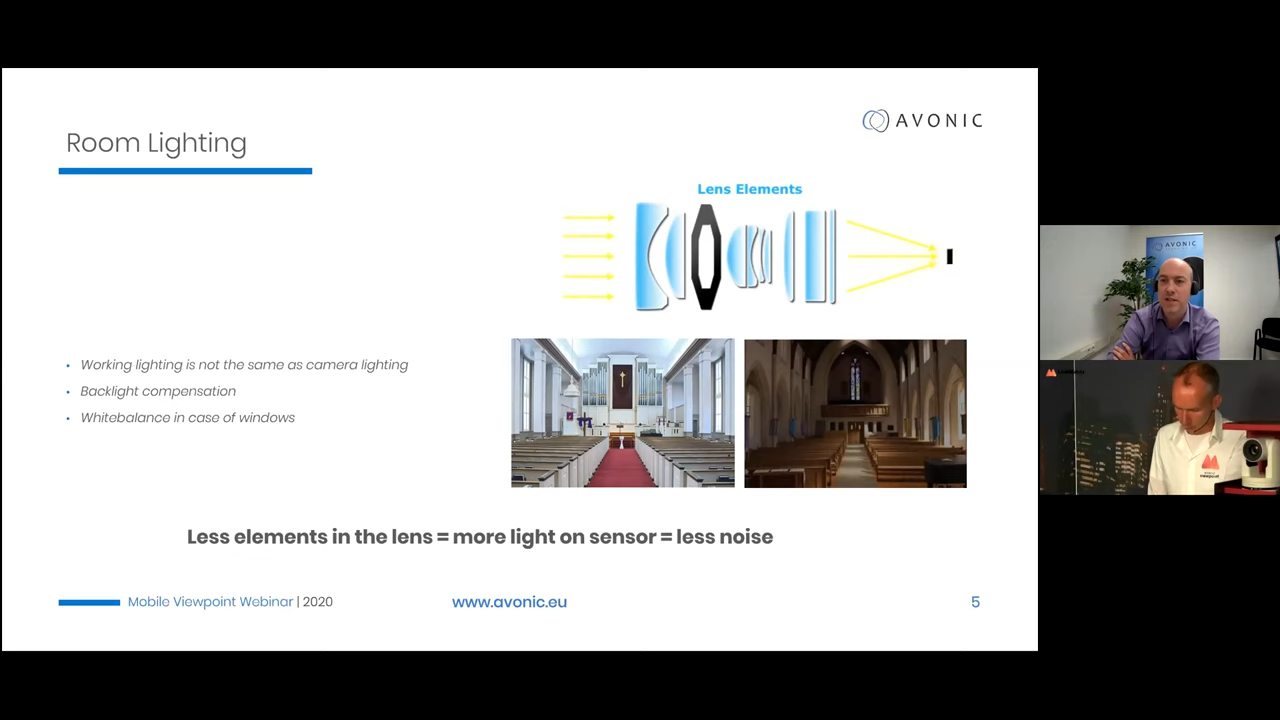 Room Lighting
AVONIC
Lens Elements
• Working lighting is not the same as camera lighting
• Backlight compensation
• Whitebalance in case of windows
Less elements in the lens = more light on sensor = less noise
Mobile Viewpoint Webinar | 2020
www.avonic.eu
5
AVONIC